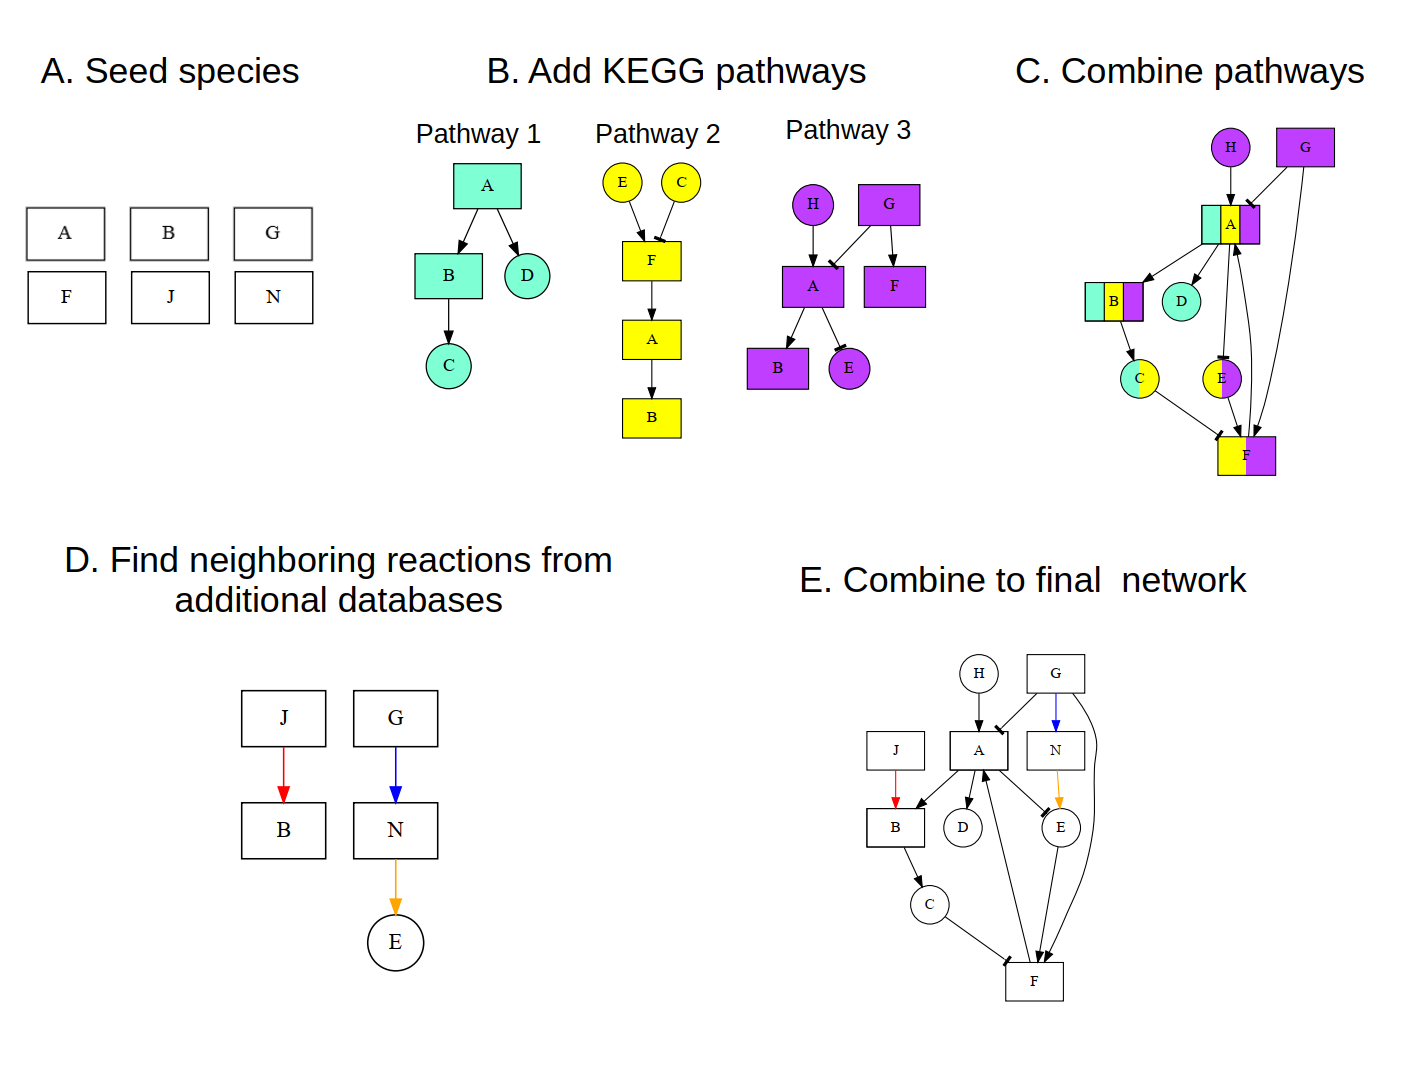 A. Seed species
B. Add KEGG pathways
C. Combine pathways
Pathway 1
Pathway 2
Pathway 3
A B G
F J N
A
B D
C
E C
F
A
B
H G
A F
B E
H G
A
B D
C E
F
D. Find neighboring reactions from
additional databases
J G
B N
E
E. Combine to final network
H G
J A N
B D E
C
F